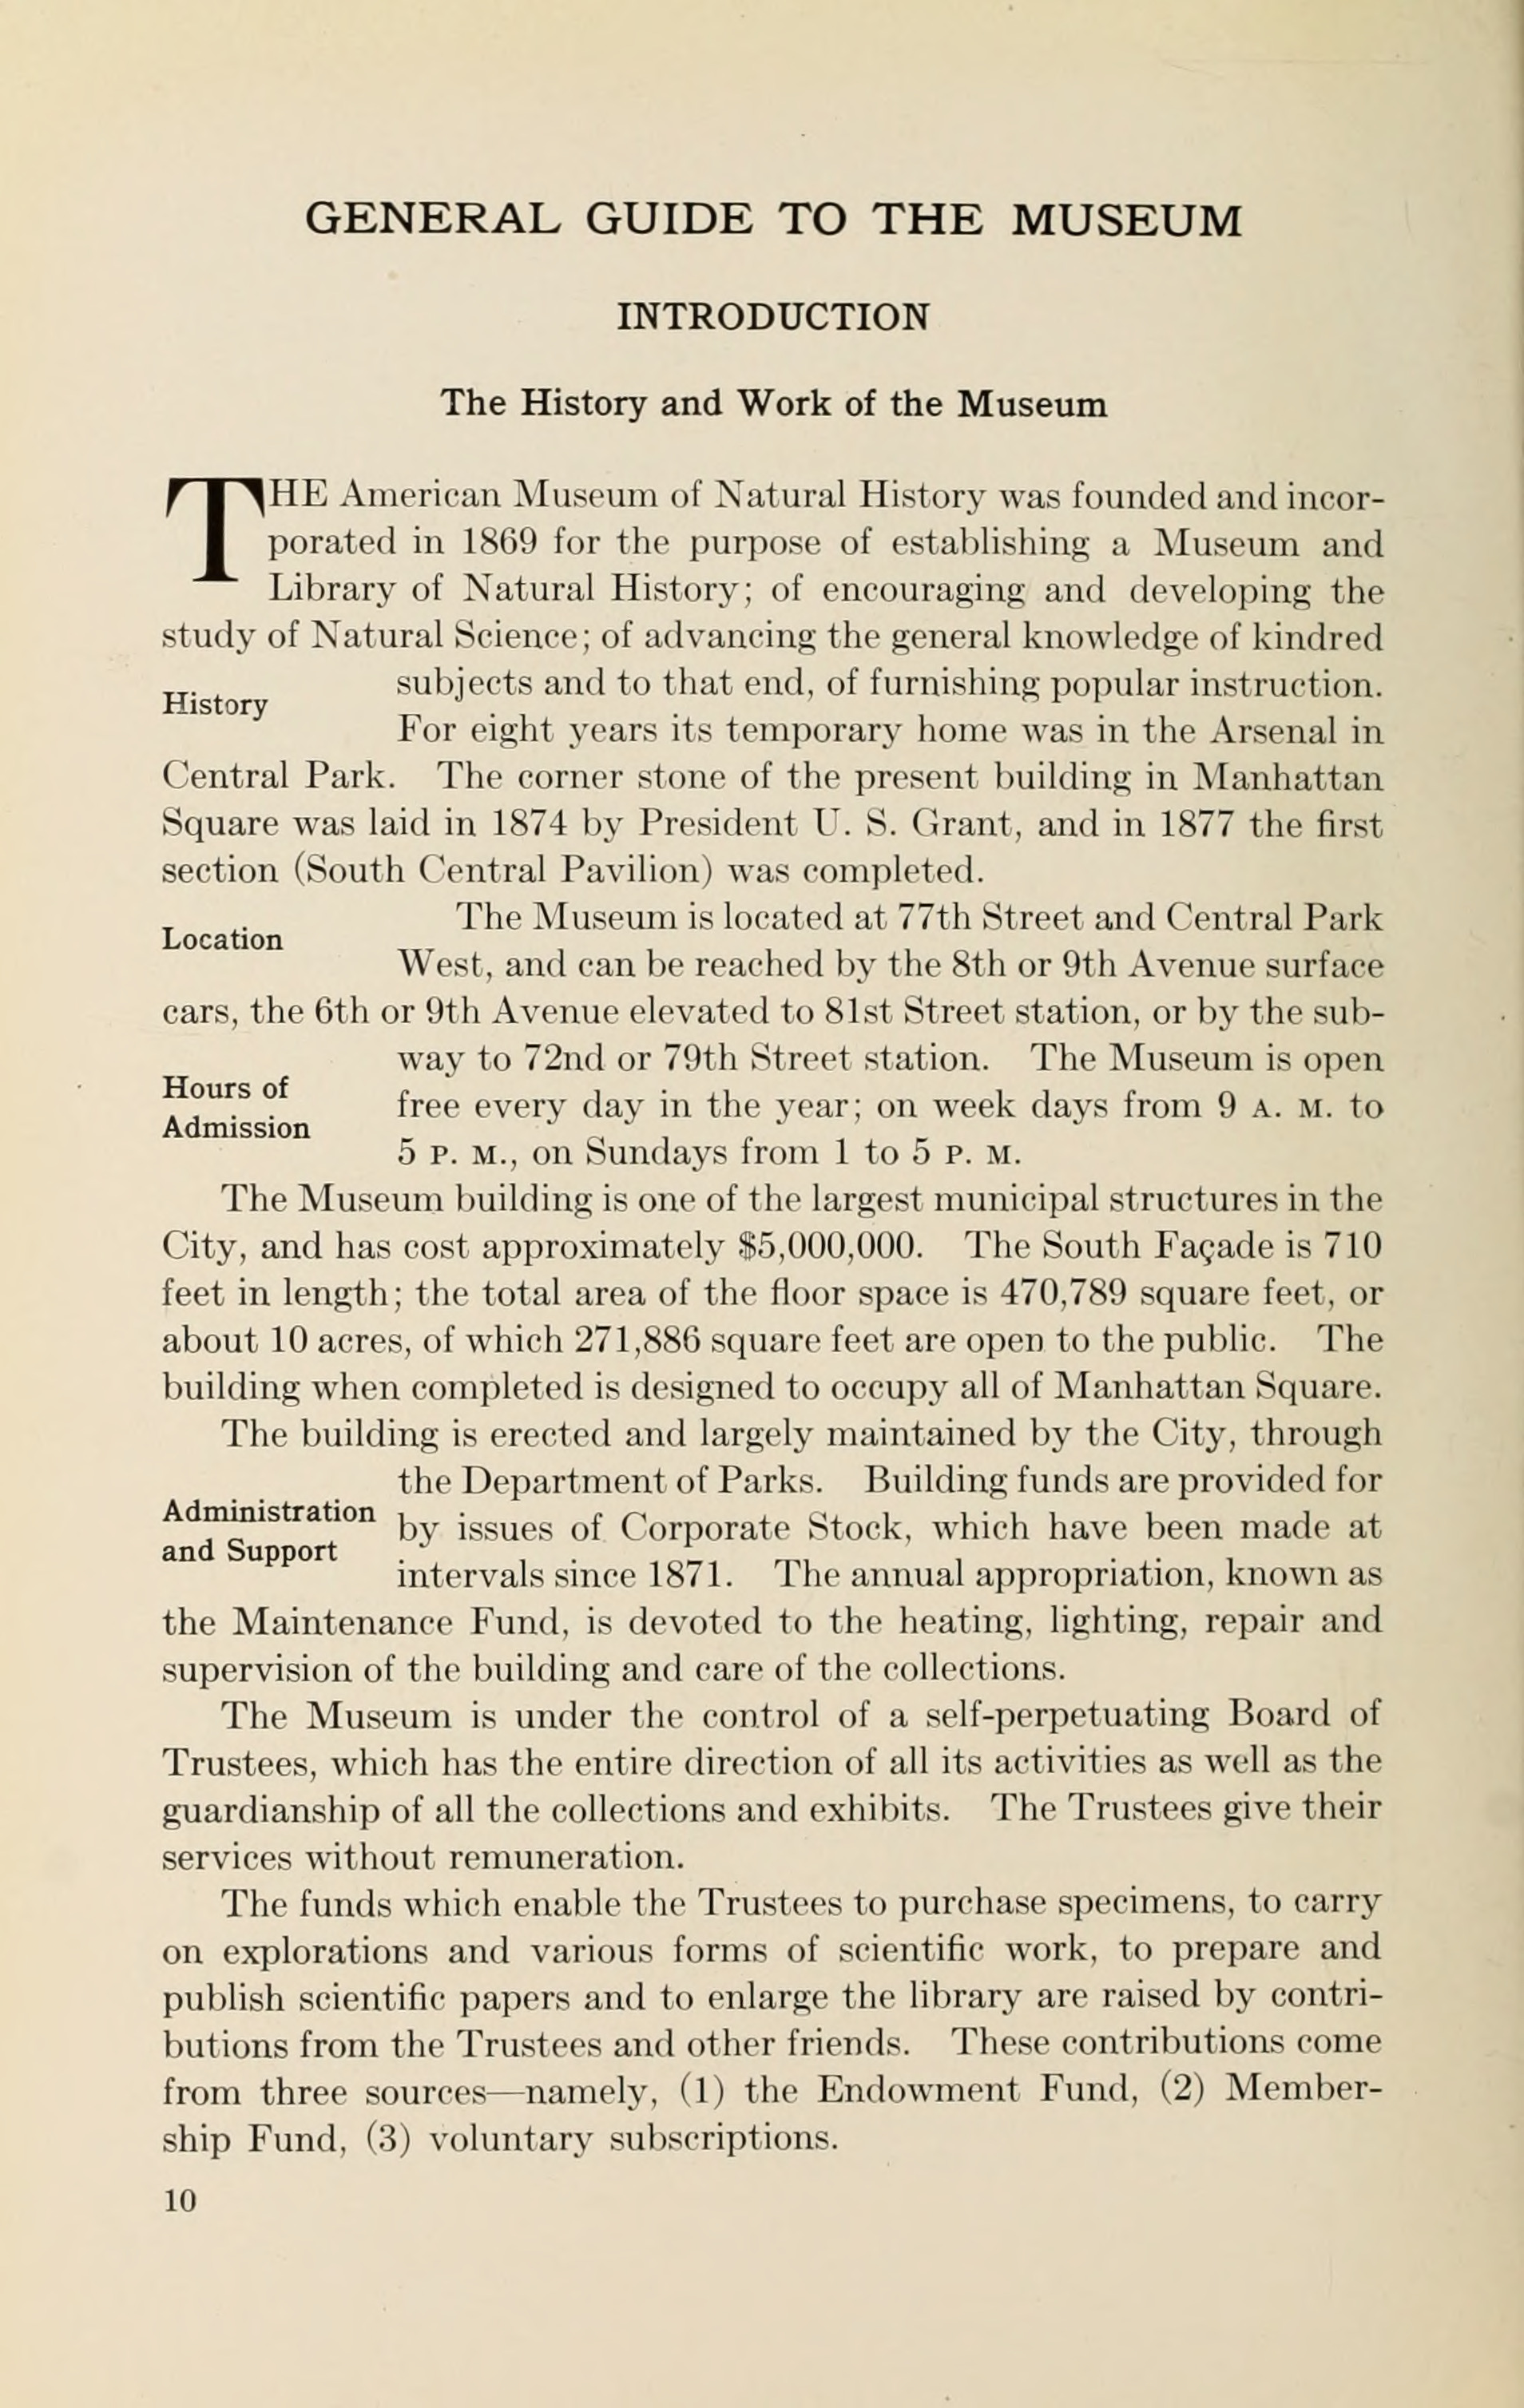 GENERAL GUIDE TO THE MUSEUM
INTRODUCTION
The History and Work of the Museum
THE American Museum of Natural History was founded and incor-
porated in 1869 for the purpose of establishing a Museum and
Library of Natural History; of encouraging and developing the
study of Natural Science; of advancing the general knowledge of kindred
History
subjects and to that end, of furnishing popular instruction.
For eight years its temporary home was in the Arsenal in
Central Park. The corner stone of the present building in Manhattan
Square was laid in 1874 by President U. S. Grant, and in 1877 the first
section (South Central Pavilion) was completed.
Location
The Museum is located at 77th Street and Central Park
West, and can be reached by the 8th or 9th Avenue surface
cars, the 6th or 9th Avenue elevated to 81st Street station, or by the sub-
Hours of
Admission
way to 72nd or 79th Street station. The Museum is open
free every day in the year; on week days from 9 A. M. to
5 P. M., on Sundays from 1 to 5 P. M.
The Museum building is one of the largest municipal structures in the
City, and has cost approximately $5,000,000. The South Façade is 710
feet in length; the total area of the floor space is 470,789 square feet, or
about 10 acres, of which 271,886 square feet are open to the public. The
building when completed is designed to occupy all of Manhattan Square.
The building is erected and largely maintained by the City, through
Administration
and Support
the Department of Parks. Building funds are provided for
by issues of Corporate Stock, which have been made at
intervals since 1871. The annual appropriation, known as
the Maintenance Fund, is devoted to the heating, lighting, repair and
supervision of the building and care of the collections.
The Museum is under the control of a self-perpetuating Board of
Trustees, which has the entire direction of all its activities as well as the
guardianship of all the collections and exhibits. The Trustees give their
services without remuneration.
The funds which enable the Trustees to purchase specimens, to carry
on explorations and various forms of scientific work, to prepare and
publish scientific papers and to enlarge the library are raised by contri-
butions from the Trustees and other friends. These contributions come
from three sources—namely, (1) the Endowment Fund, (2) Member-
ship Fund, (3) voluntary subscriptions.
10